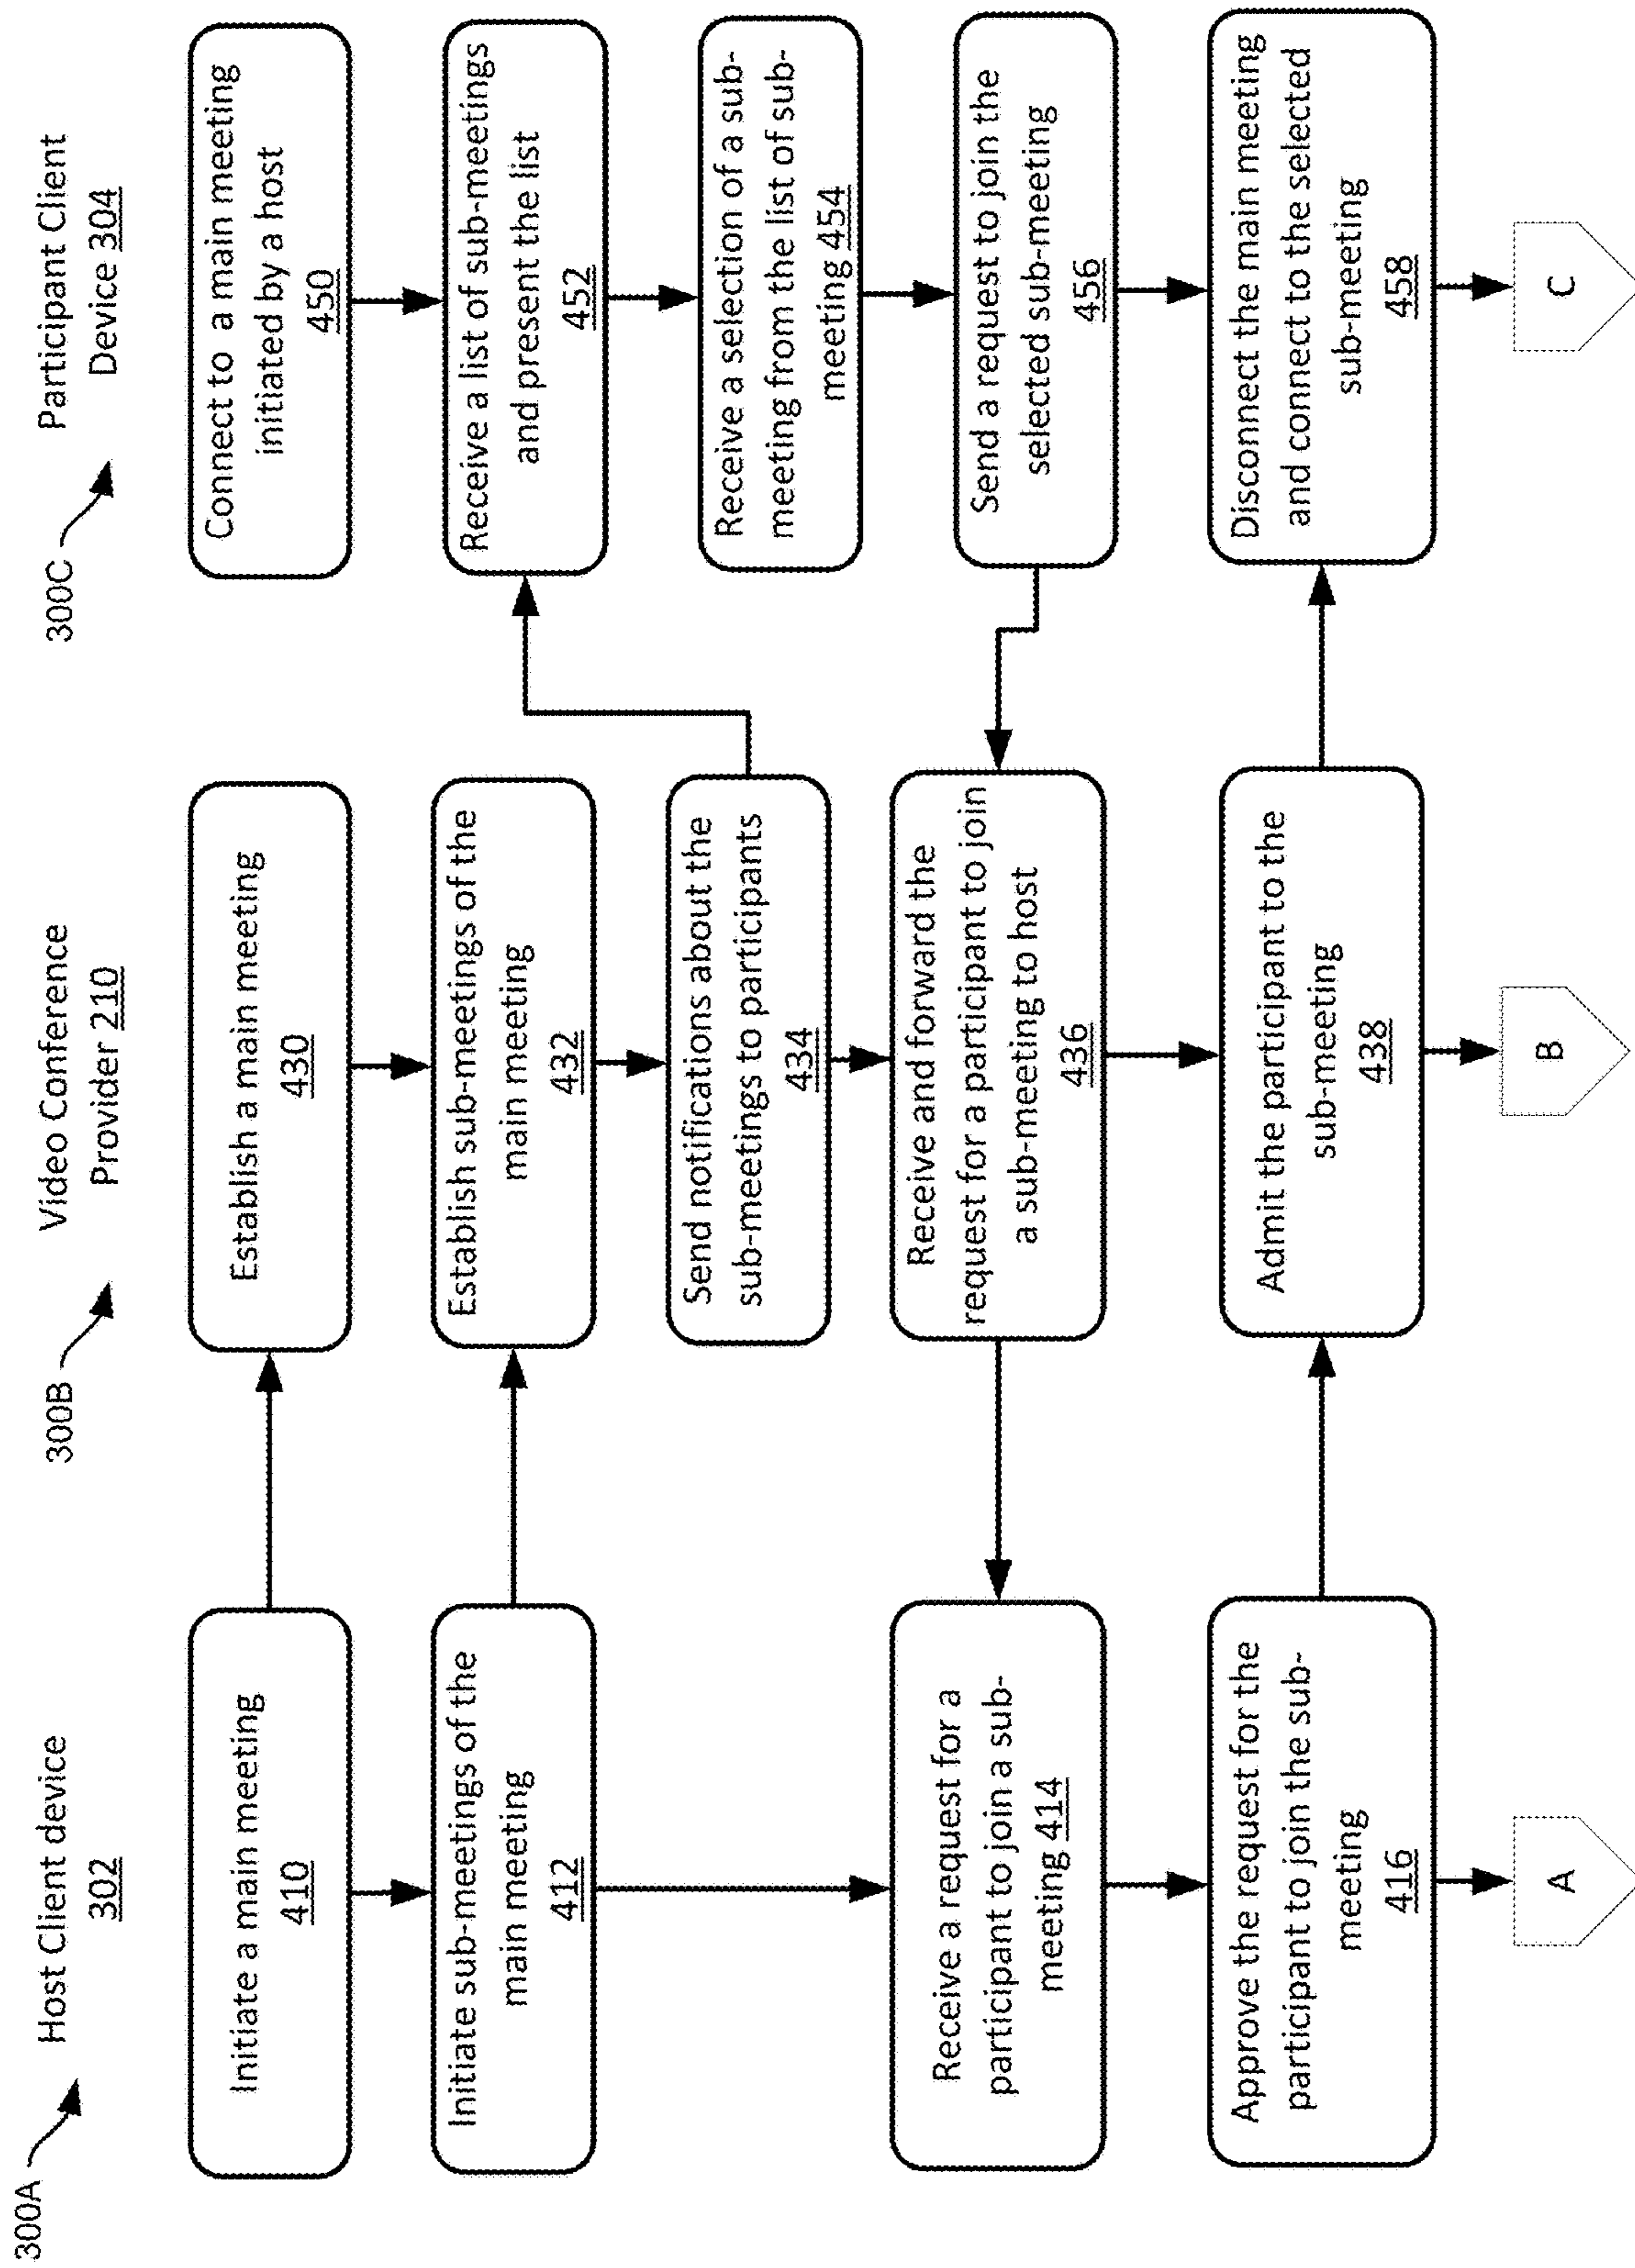 300A
Host Client device
302
Initiate a main meeting
410
Initiate sub-meetings of the
main meeting
412
Receive a request for a
participant to join a sub-
meeting 414
Approve the request for the
participant to join the sub-
meeting
416
A
300B
Video Conference
Provider 210
Establish a main meeting
430
Establish sub-meetings of the
main meeting
432
Send notifications about the
sub-meetings to participants
434
Receive and forward the
request for a participant to join
a sub-meeting to host
436
Admit the participant to the
sub-meeting
438
B
300C
Participant Client
Device 304
Connect to a main meeting
initiated by a host
450
Receive a list of sub-meetings
and present the list
452
Receive a selection of a sub-
meeting from the list of sub-
meeting 454
Send a request to join the
selected sub-meeting
456
Disconnect the main meeting
and connect to the selected
sub-meeting
458
C